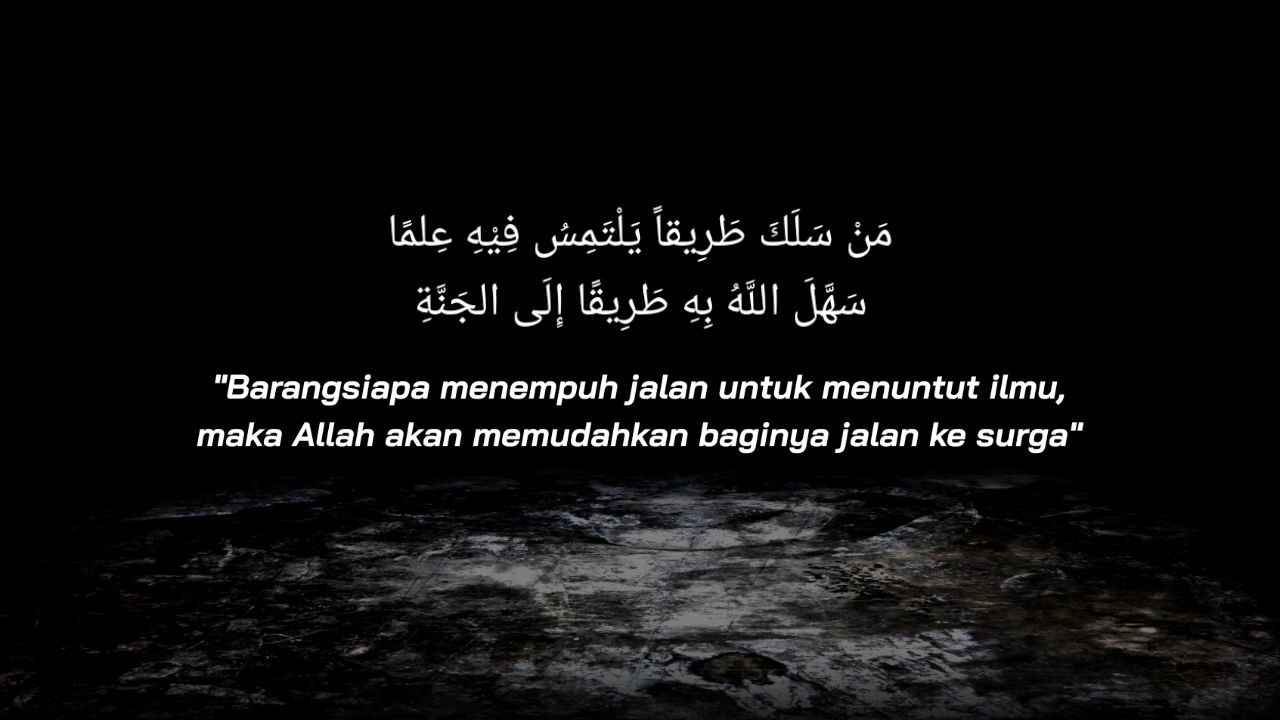 مَنْ سَلَكَ طَرِيقاً يَلْتَمِسُ فِيْهِ عِلمًا
سَهَّلَ اللَّهُ بِهِ طَرِيقًا إِلَى الجَنَّةِ
"Barangsiapa menempuh jalan untuk menuntut ilmu,
maka Allah akan memudahkan baginya jalan ke surga"